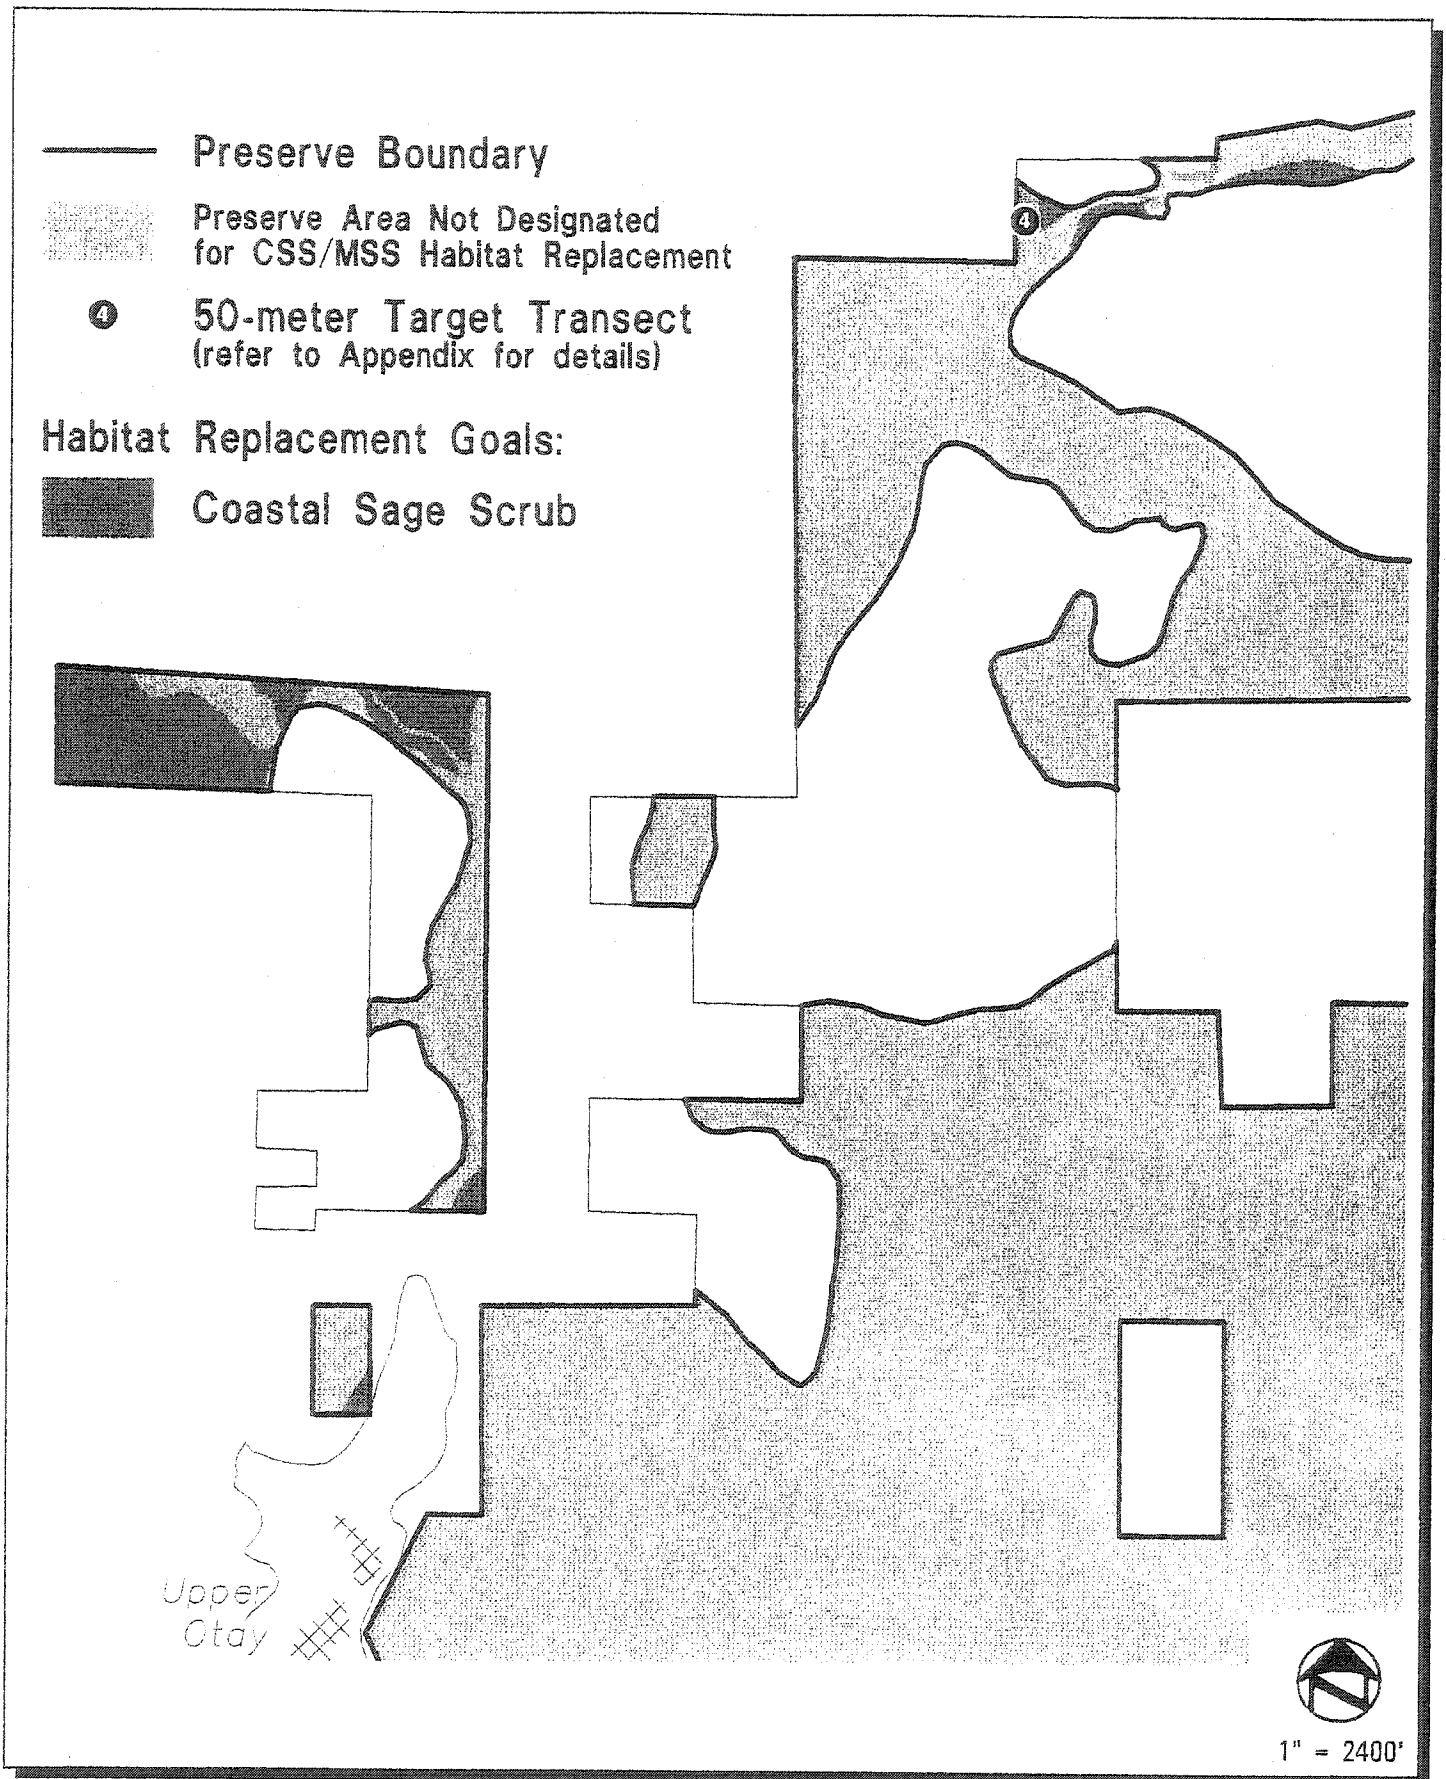 Preserve Boundary
Preserve Area Not Designated
for CSS/MSS Habitat Replacement
4
50-meter Target Transect
(refer to Appendix for details)
Habitat Replacement Goals:
Coastal Sage Scrub
4
Upper
Otay
N
1" = 2400'